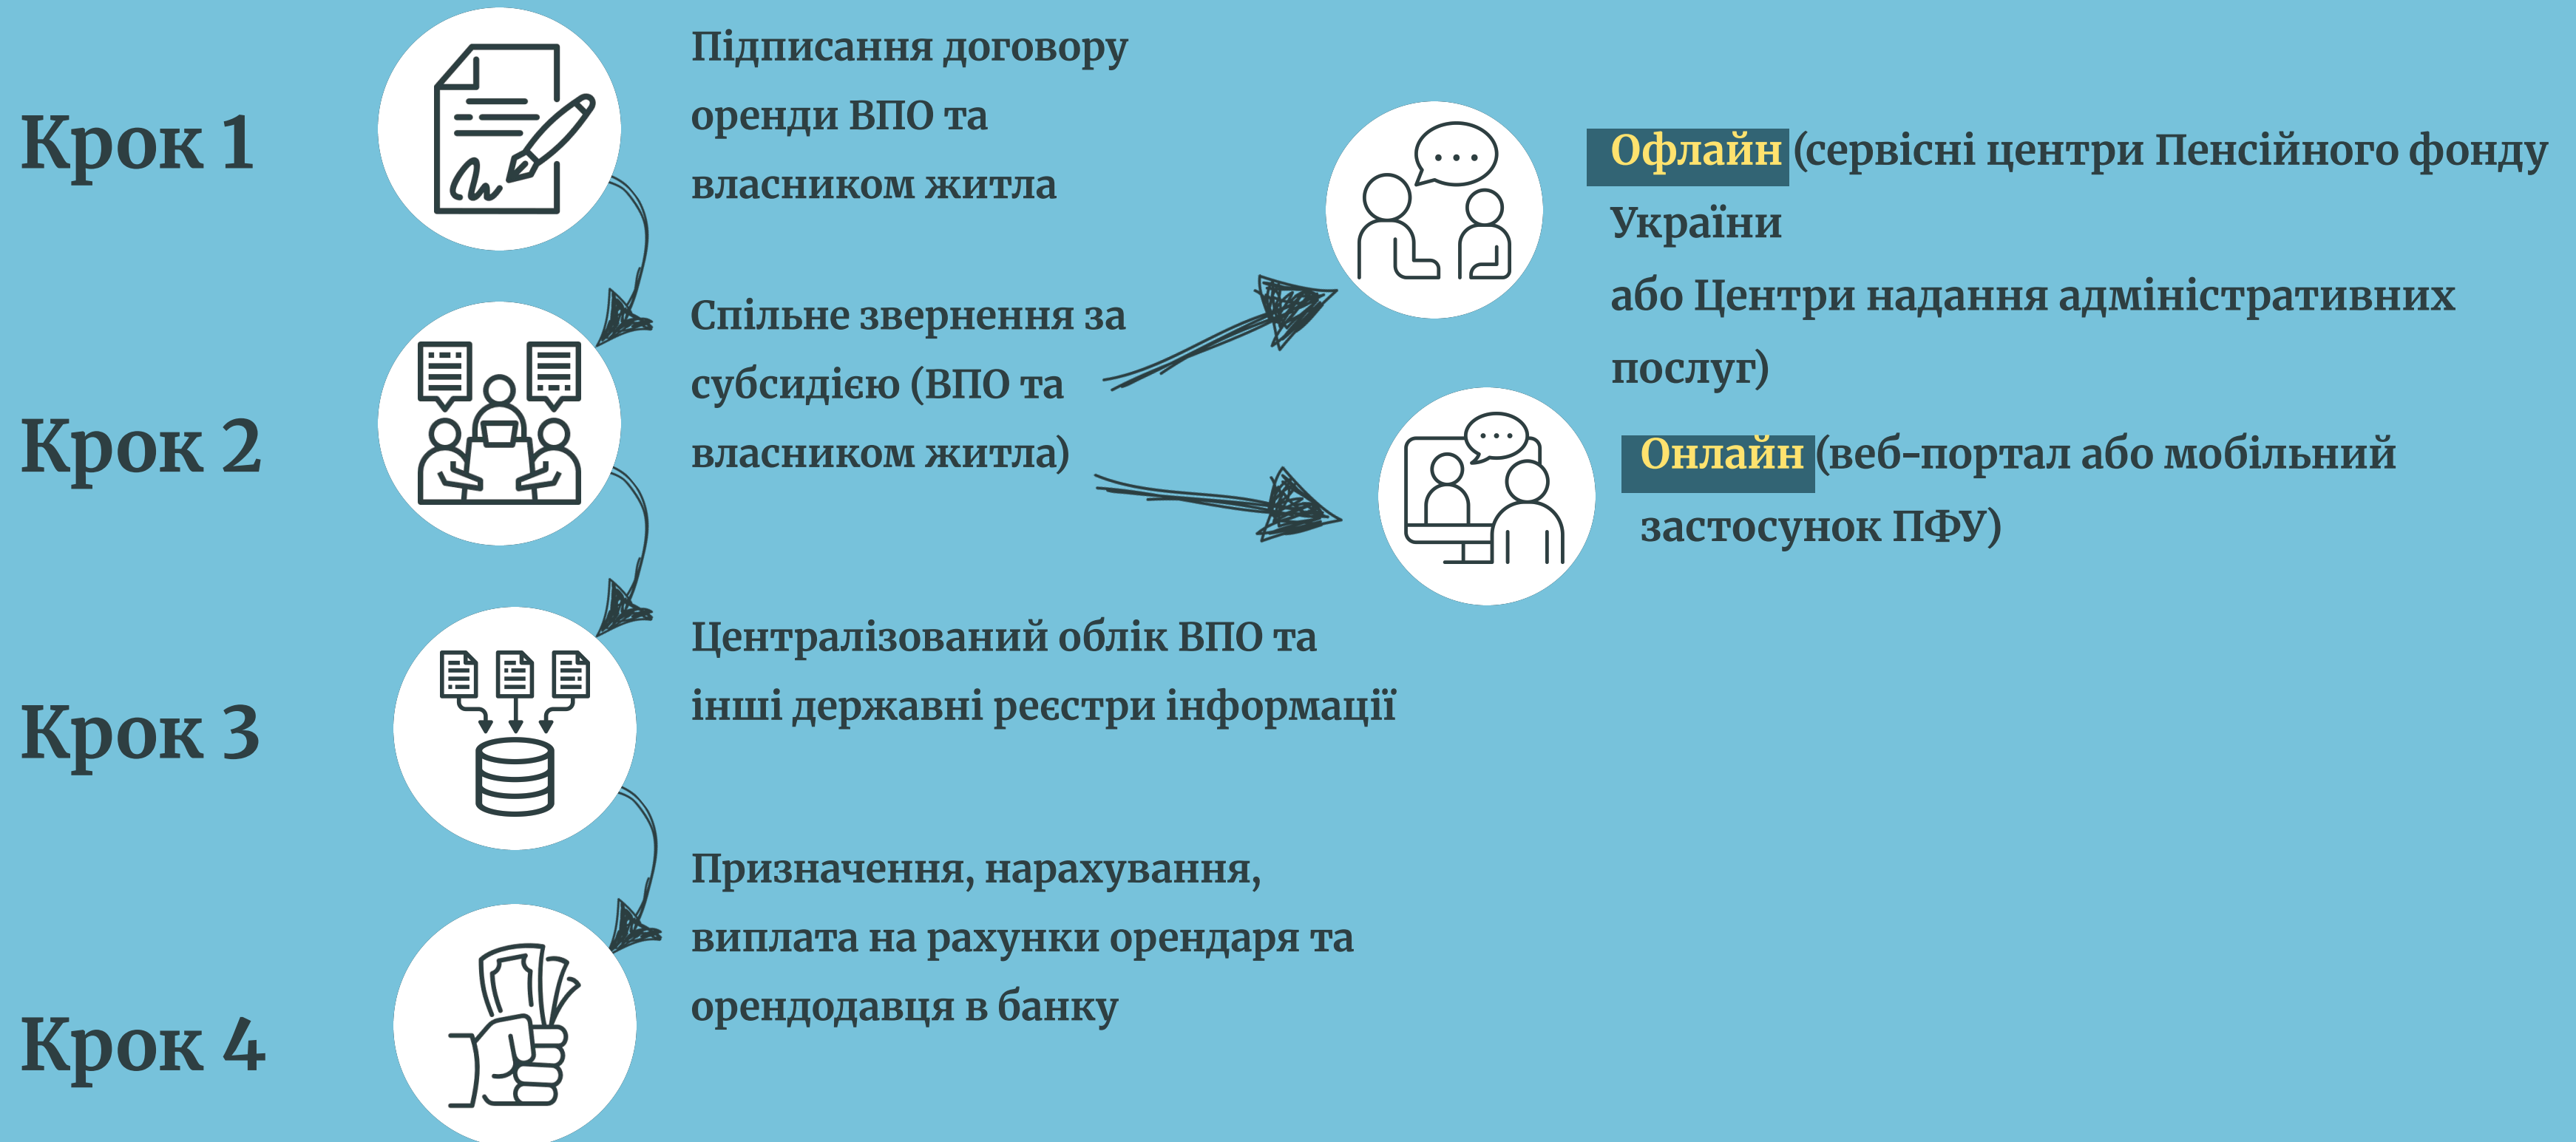 Крок 1
Підписання договору
оренди ВПО та
власником житла
Крок 2
Спільне звернення за
субсидією (ВПО та
власником житла)
Офлайн (сервісні центри Пенсійного фонду
України
або Центри надання адміністративних
послуг)
Онлайн (веб-портал або мобільний
застосунок ПФУ)
Крок 3
Централізований облік ВПО та
інші державні реєстри інформації
Крок 4
Призначення, нарахування,
виплата на рахунки орендаря та
орендодавця в банку